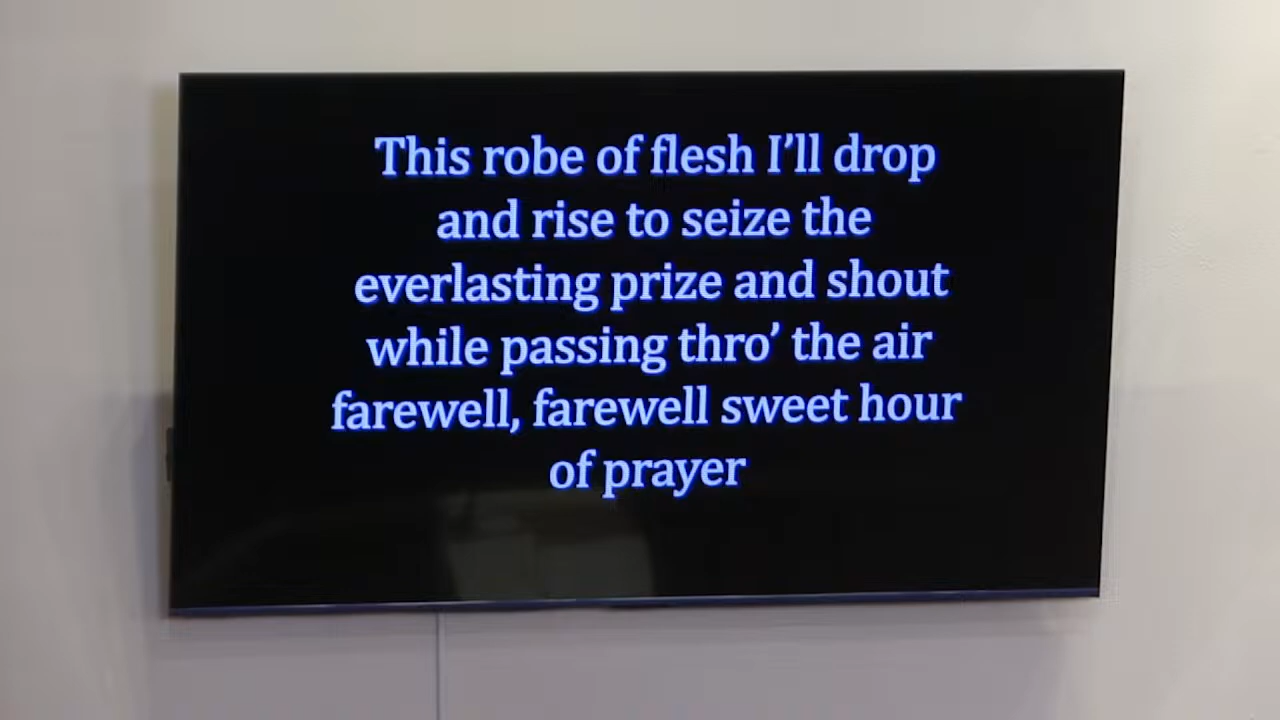 This robe of flesh I’ll drop
and rise to seize the
everlasting prize and shout
while passing thro’ the air
farewell, farewell sweet hour
of prayer